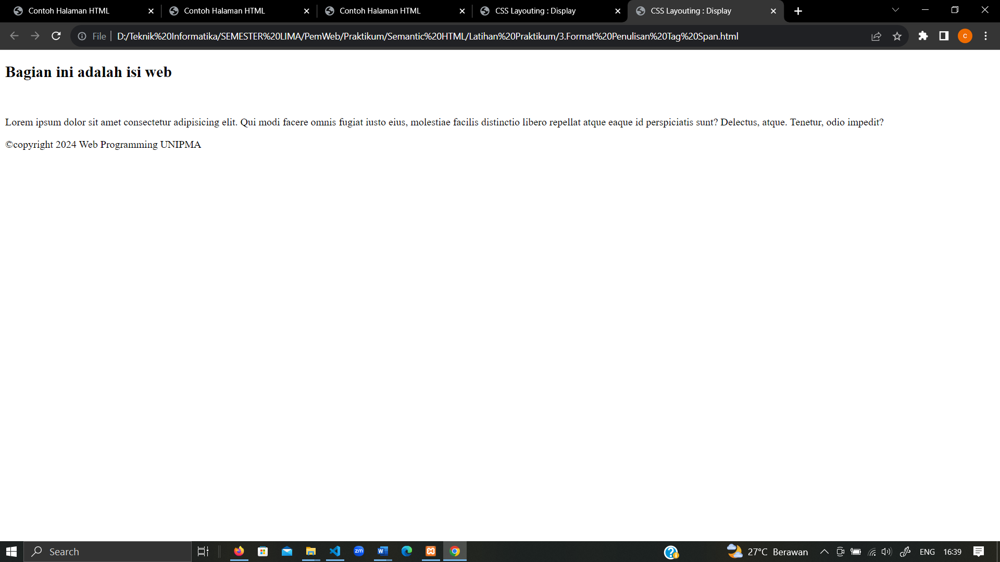 Contoh Halaman HTML
Contoh Halaman HTML
Contoh Halaman HTML
CSS Layouting : Display
CSS Layouting : Display
File
D:/Teknik%20Informatika/SEMESTER%20LIMA/PemWeb/Praktikum/Semantic%20HTML/Latihan%20Praktikum/3.Format%20Penulisan%20Tag%20Span.html
c
Bagian ini adalah isi web
Lorem ipsum dolor sit amet consectetur adipisicing elit. Qui modi facere omnis fugiat iusto eius, molestiae facilis distinctio libero repellat atque eaque id perspiciatis sunt? Delectus, atque. Tenetur, odio impedit?
©copyright 2024 Web Programming UNIPMA
Search
zm
W
27°C Berawan
ENG
16:39